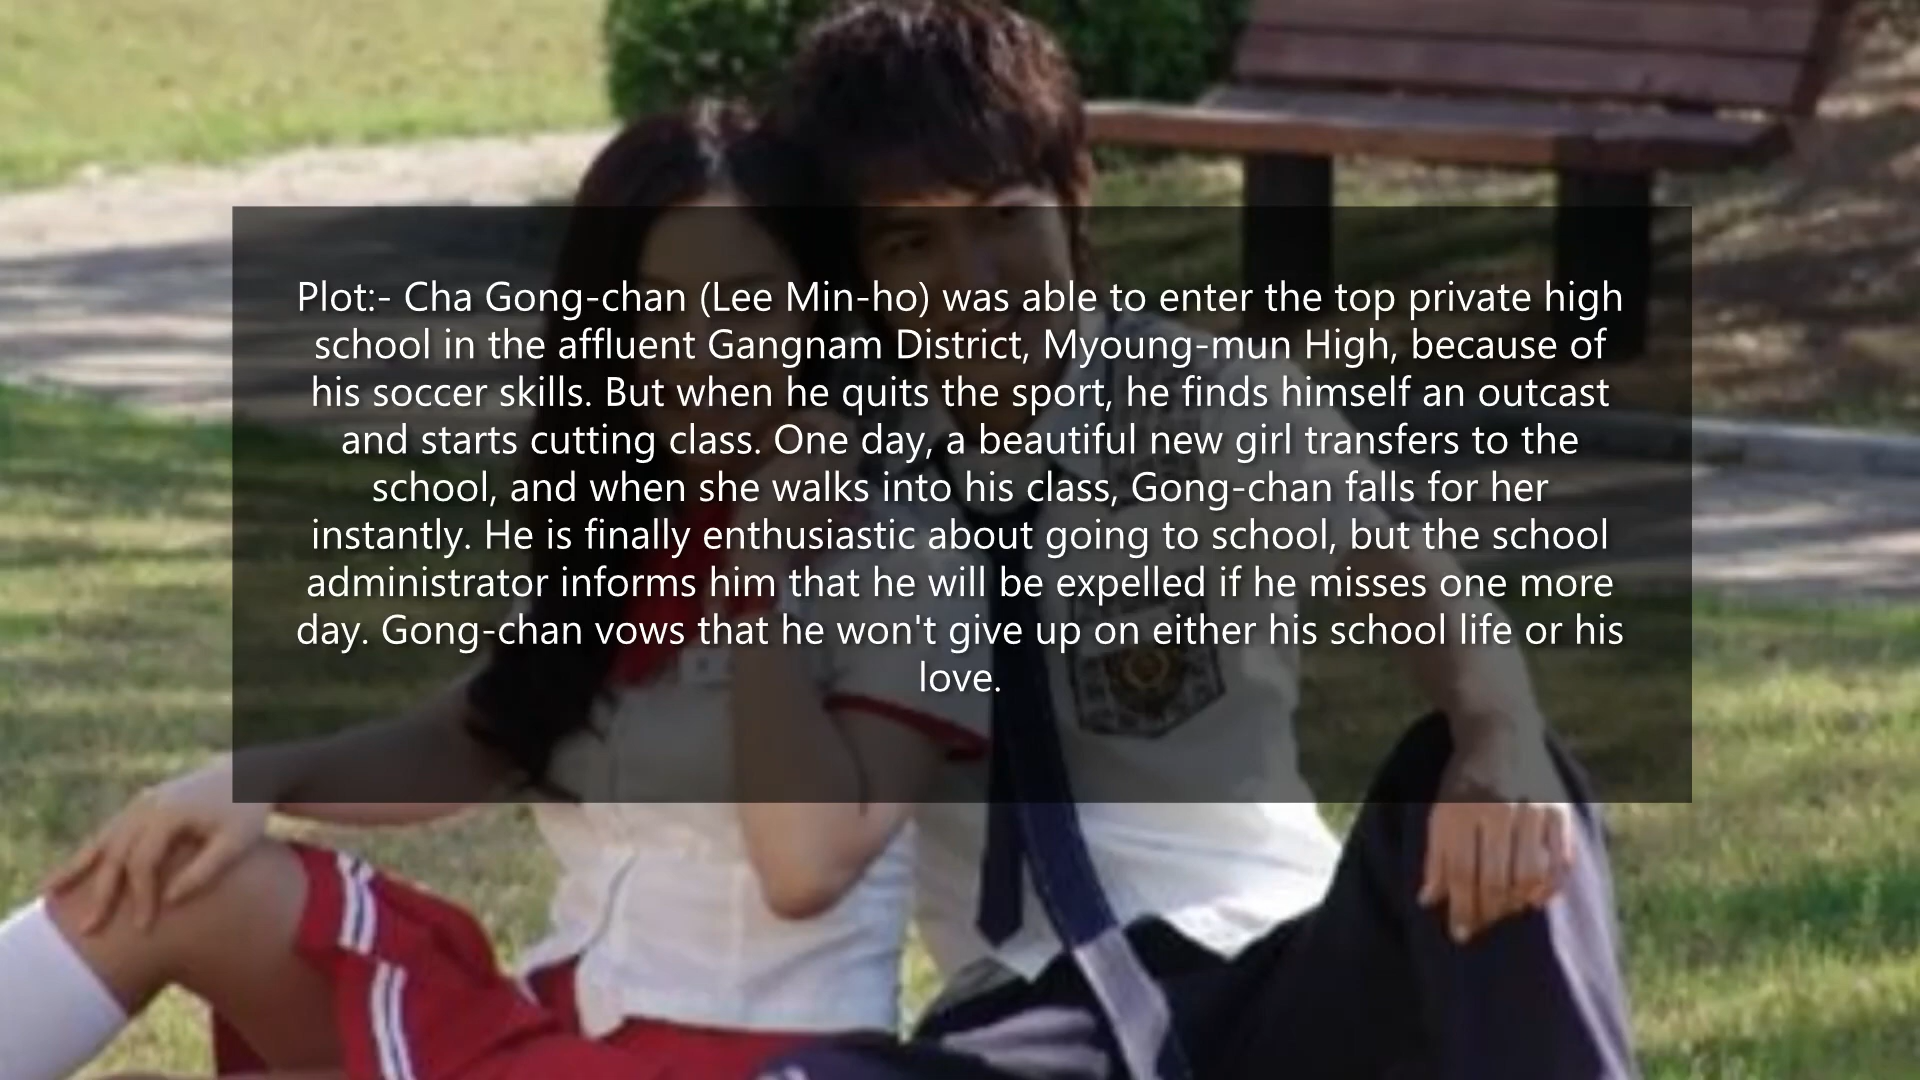 Plot:- Cha Gong-chan (Lee Min-ho) was able to enter the top private high
school in the affluent Gangnam District, Myoung-mun High, because of
his soccer skills. But when he quits the sport, he finds himself an outcast
and starts cutting class. One day, a beautiful new girl transfers to the
school, and when she walks into his class, Gong-chan falls for her
instantly. He is finally enthusiastic about going to school, but the school
administrator informs him that he will be expelled if he misses one more
day. Gong-chan vows that he won't give up on either his school life or his
love.